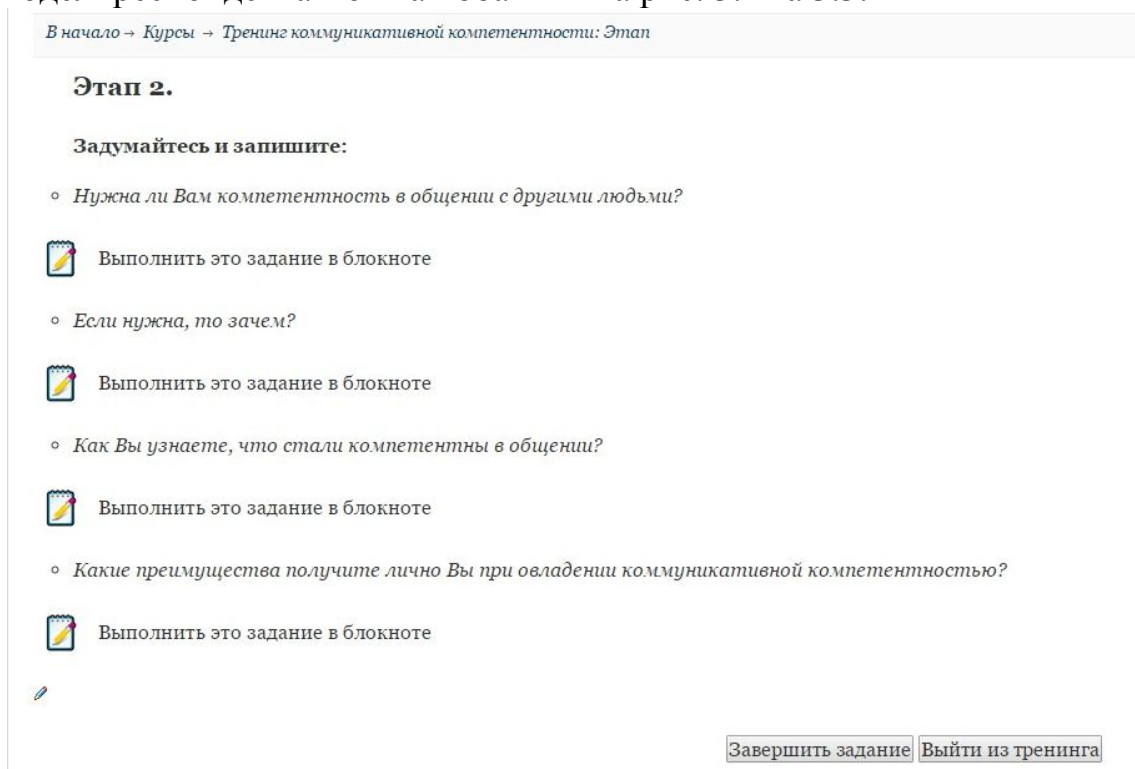 В начало → Курсы → Тренинг коммуникативной компетентности: Этап
Этап 2.
Задумайтесь и запишите:
Нужна ли Вам компетентность в общении с другими людьми?
Выполнить это задание в блокноте
Если нужна, то зачем?
Выполнить это задание в блокноте
Как Вы узнаете, что стали компетентны в общении?
Выполнить это задание в блокноте
Какие преимущества получите лично Вы при овладении коммуникативной компетентностью?
Выполнить это задание в блокноте
Завершить задание Выйти из тренинга